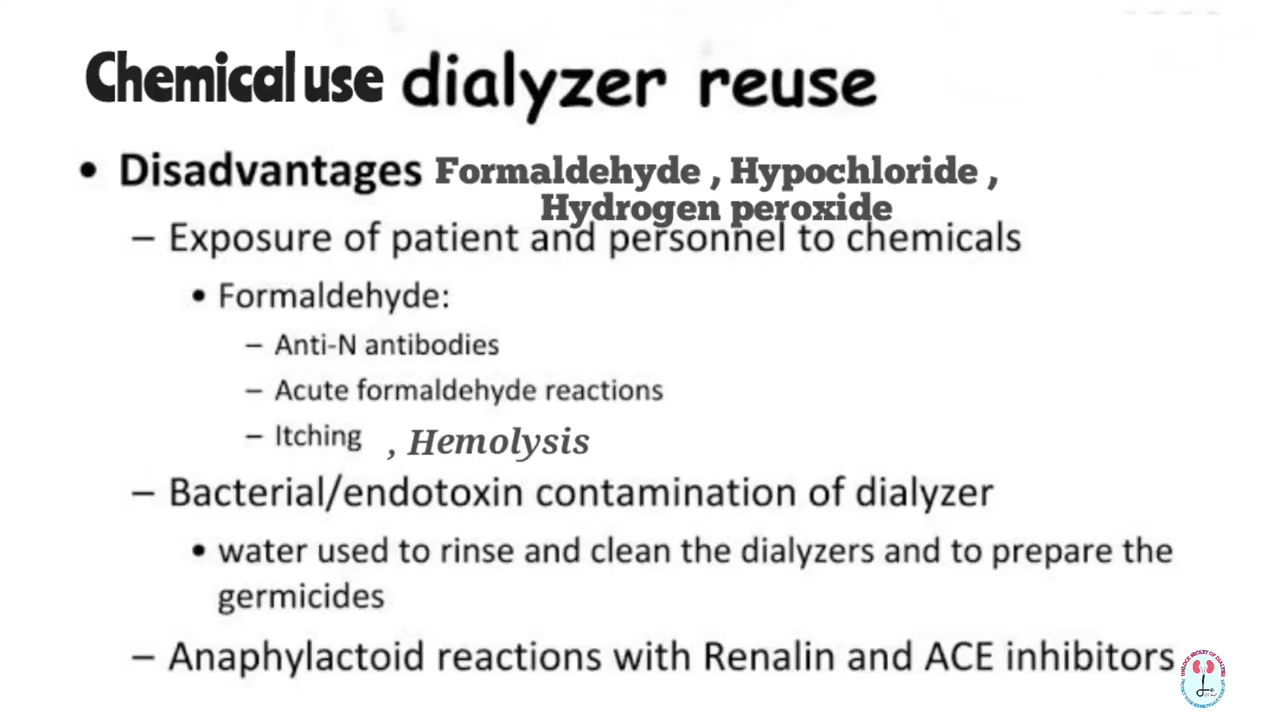 Chemical use dialyzer reuse
• Disadvantages Formaldehyde , Hypochloride ,
Hydrogen peroxide
– Exposure of patient and personnel to chemicals
• Formaldehyde:
– Anti-N antibodies
– Acute formaldehyde reactions
– Itching , Hemolysis
– Bacterial/endotoxin contamination of dialyzer
• water used to rinse and clean the dialyzers and to prepare the
germicides
– Anaphylactoid reactions with Renalin and ACE inhibitors